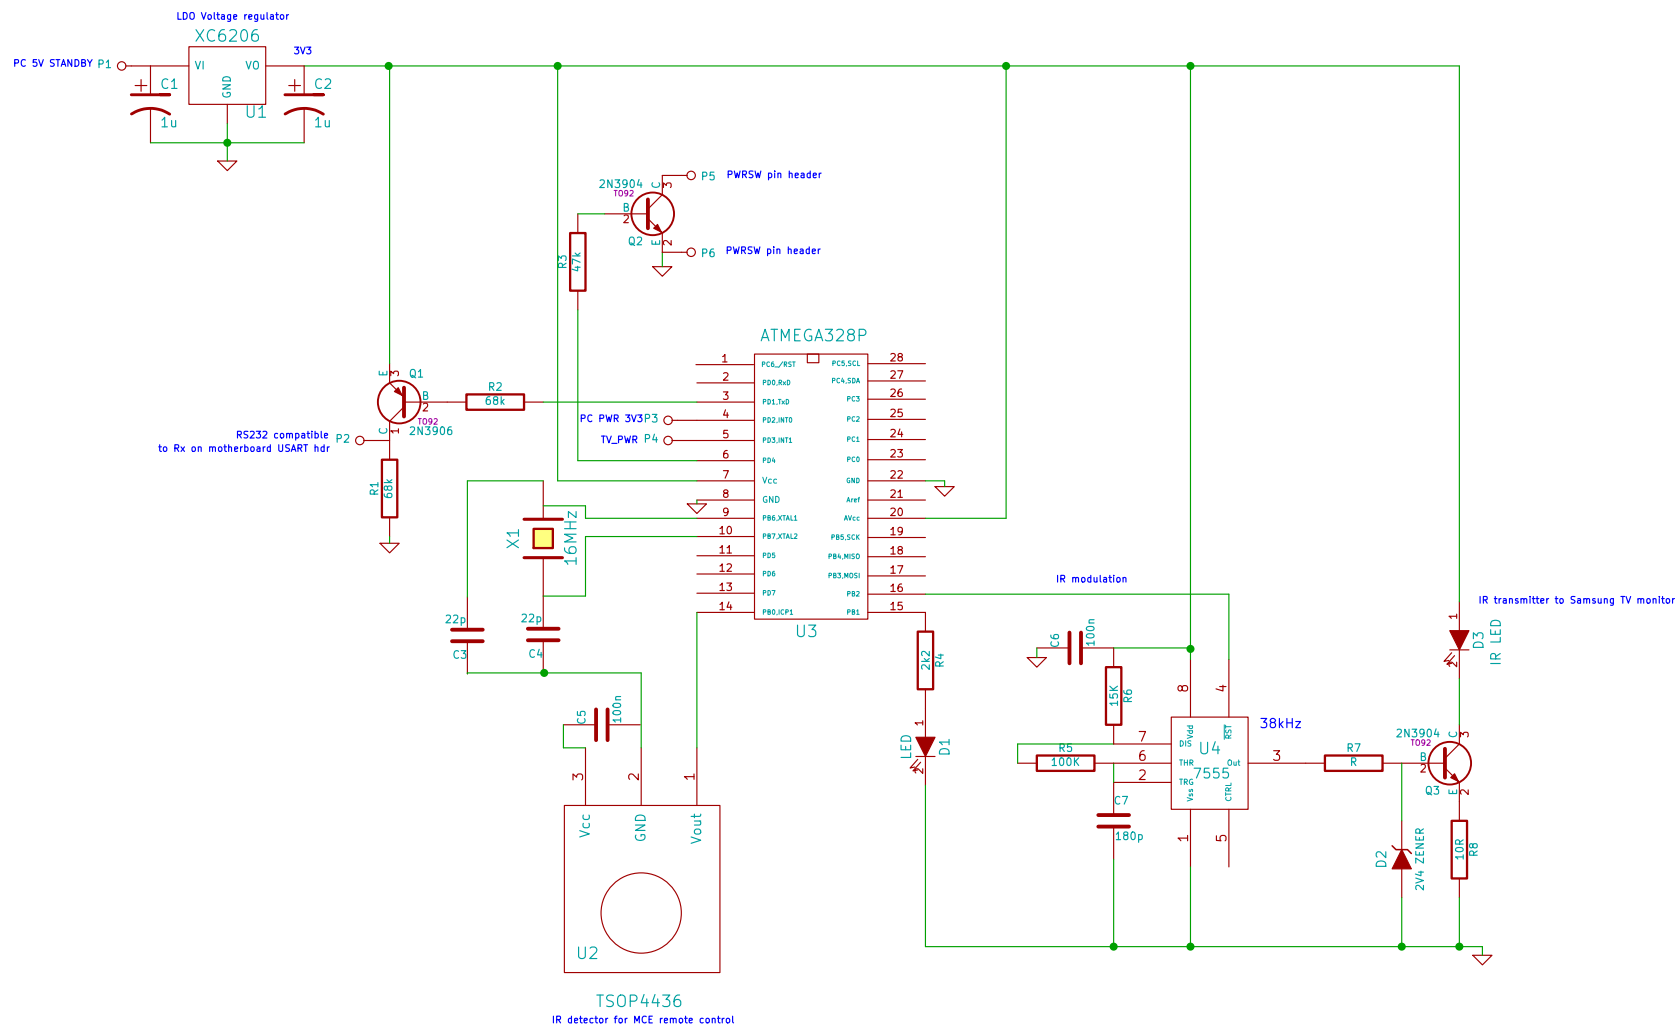 LDO Voltage regulator
XC6206
3V3
PC 5V STANDBY P1
VI
VO
GND
U1
+
C1
1u
+
C2
1u
2N3904
TO92
Q2
B
2
C
3
E
2
P5
PWRSW pin header
P6
PWRSW pin header
R3
47k
ATMEGA328P
U3
1 PC6_/RST
2 PD0,RxD
3 PD1,TxD
4 PD2,INT0
5 PD3,INT1
6 PD4
7 Vcc
8 GND
9 PB6,XTAL1
10 PB7,XTAL2
11 PD5
12 PD6
13 PD7
14 PB0,ICP1
PC5,SCL 28
PC4,SDA 27
PC3 26
PC2 25
PC1 24
PC0 23
GND 22
Aref 21
AVcc 20
PB5,SCK 19
PB4,MISO 18
PB3,MOSI 17
PB2 16
PB1 15
E
3
Q1
B
2
TO92
2N3906
C
1
R2
68k
PC PWR 3V3 P3
TV_PWR P4
RS232 compatible
to Rx on motherboard USART hdr
P2
R1
68k
X1
16MHz
22p
C3
22p
C4
C5
100n
3
2
1
Vcc
GND
Vout
U2
TSOP4436
IR detector for MCE remote control
2k2
R4
LED
1
D1
2
IR modulation
C6
100n
15K
R6
R5
100K
C7
180p
8
4
Vdd
RST
7 DIS
6 THR
2 TRG
U4
7555
Out 3
Vss
CTRL
1
5
38kHz
R7
R
IR transmitter to Samsung TV monitor
1
D3
IR LED
2
2N3904
TO92
C
3
B
2
Q3
E
2
D2
2V4 ZENER
10R
R8